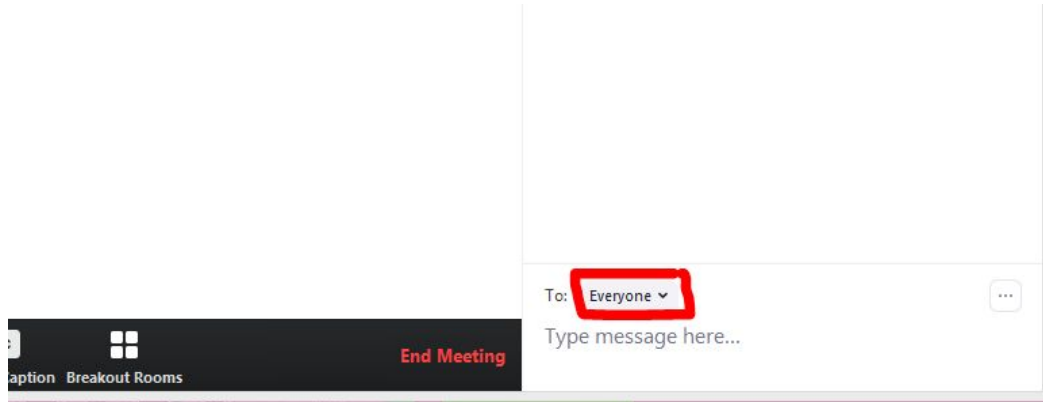 To: Everyone
Type message here...
End Meeting
aption Breakout Rooms